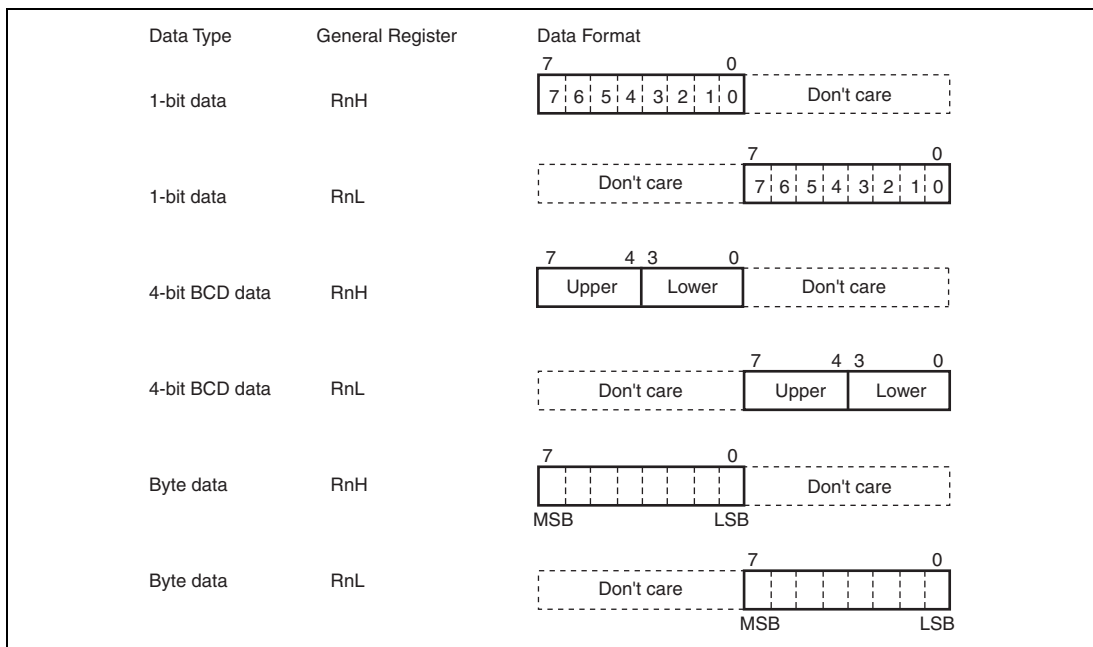 Data Type General Register Data Format
7 0
1-bit data RnH 7 6 5 4 3 2 1 0 Don't care
7 0
1-bit data RnL Don't care 7 6 5 4 3 2 1 0
7 4 3 0
4-bit BCD data RnH Upper Lower Don't care
7 4 3 0
4-bit BCD data RnL Don't care Upper Lower
7 0
Byte data RnH Don't care
MSB LSB
7 0
Byte data RnL Don't care
MSB LSB